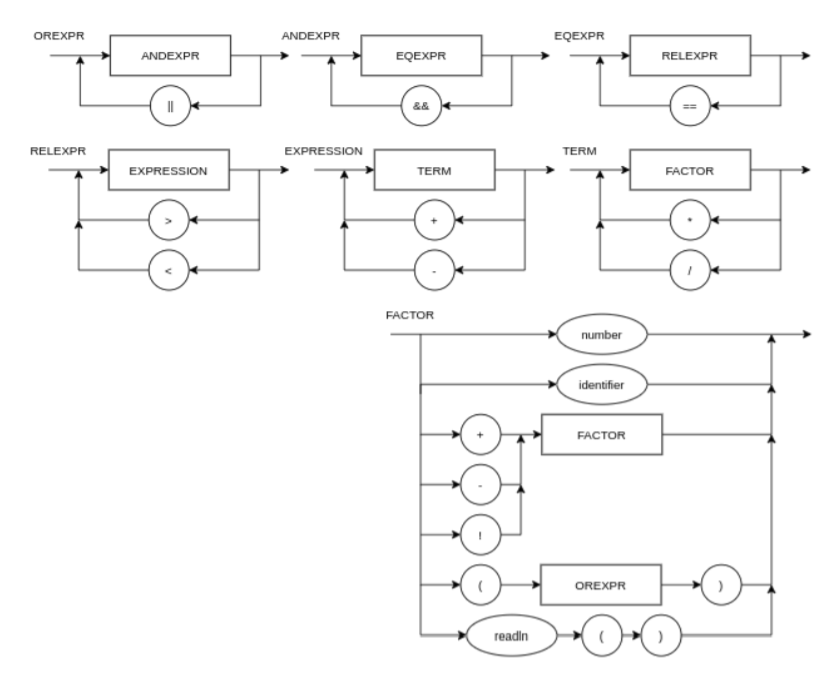 OREXPR ANDEXPR ANDEXPR EQEXPR EQEXPR RELEXPR
|| && ==
RELEXPR EXPRESSION EXPRESSION TERM TERM FACTOR
> + *
< - /
FACTOR
number
identifier
+ FACTOR
-
!
( OREXPR )
readln ( )